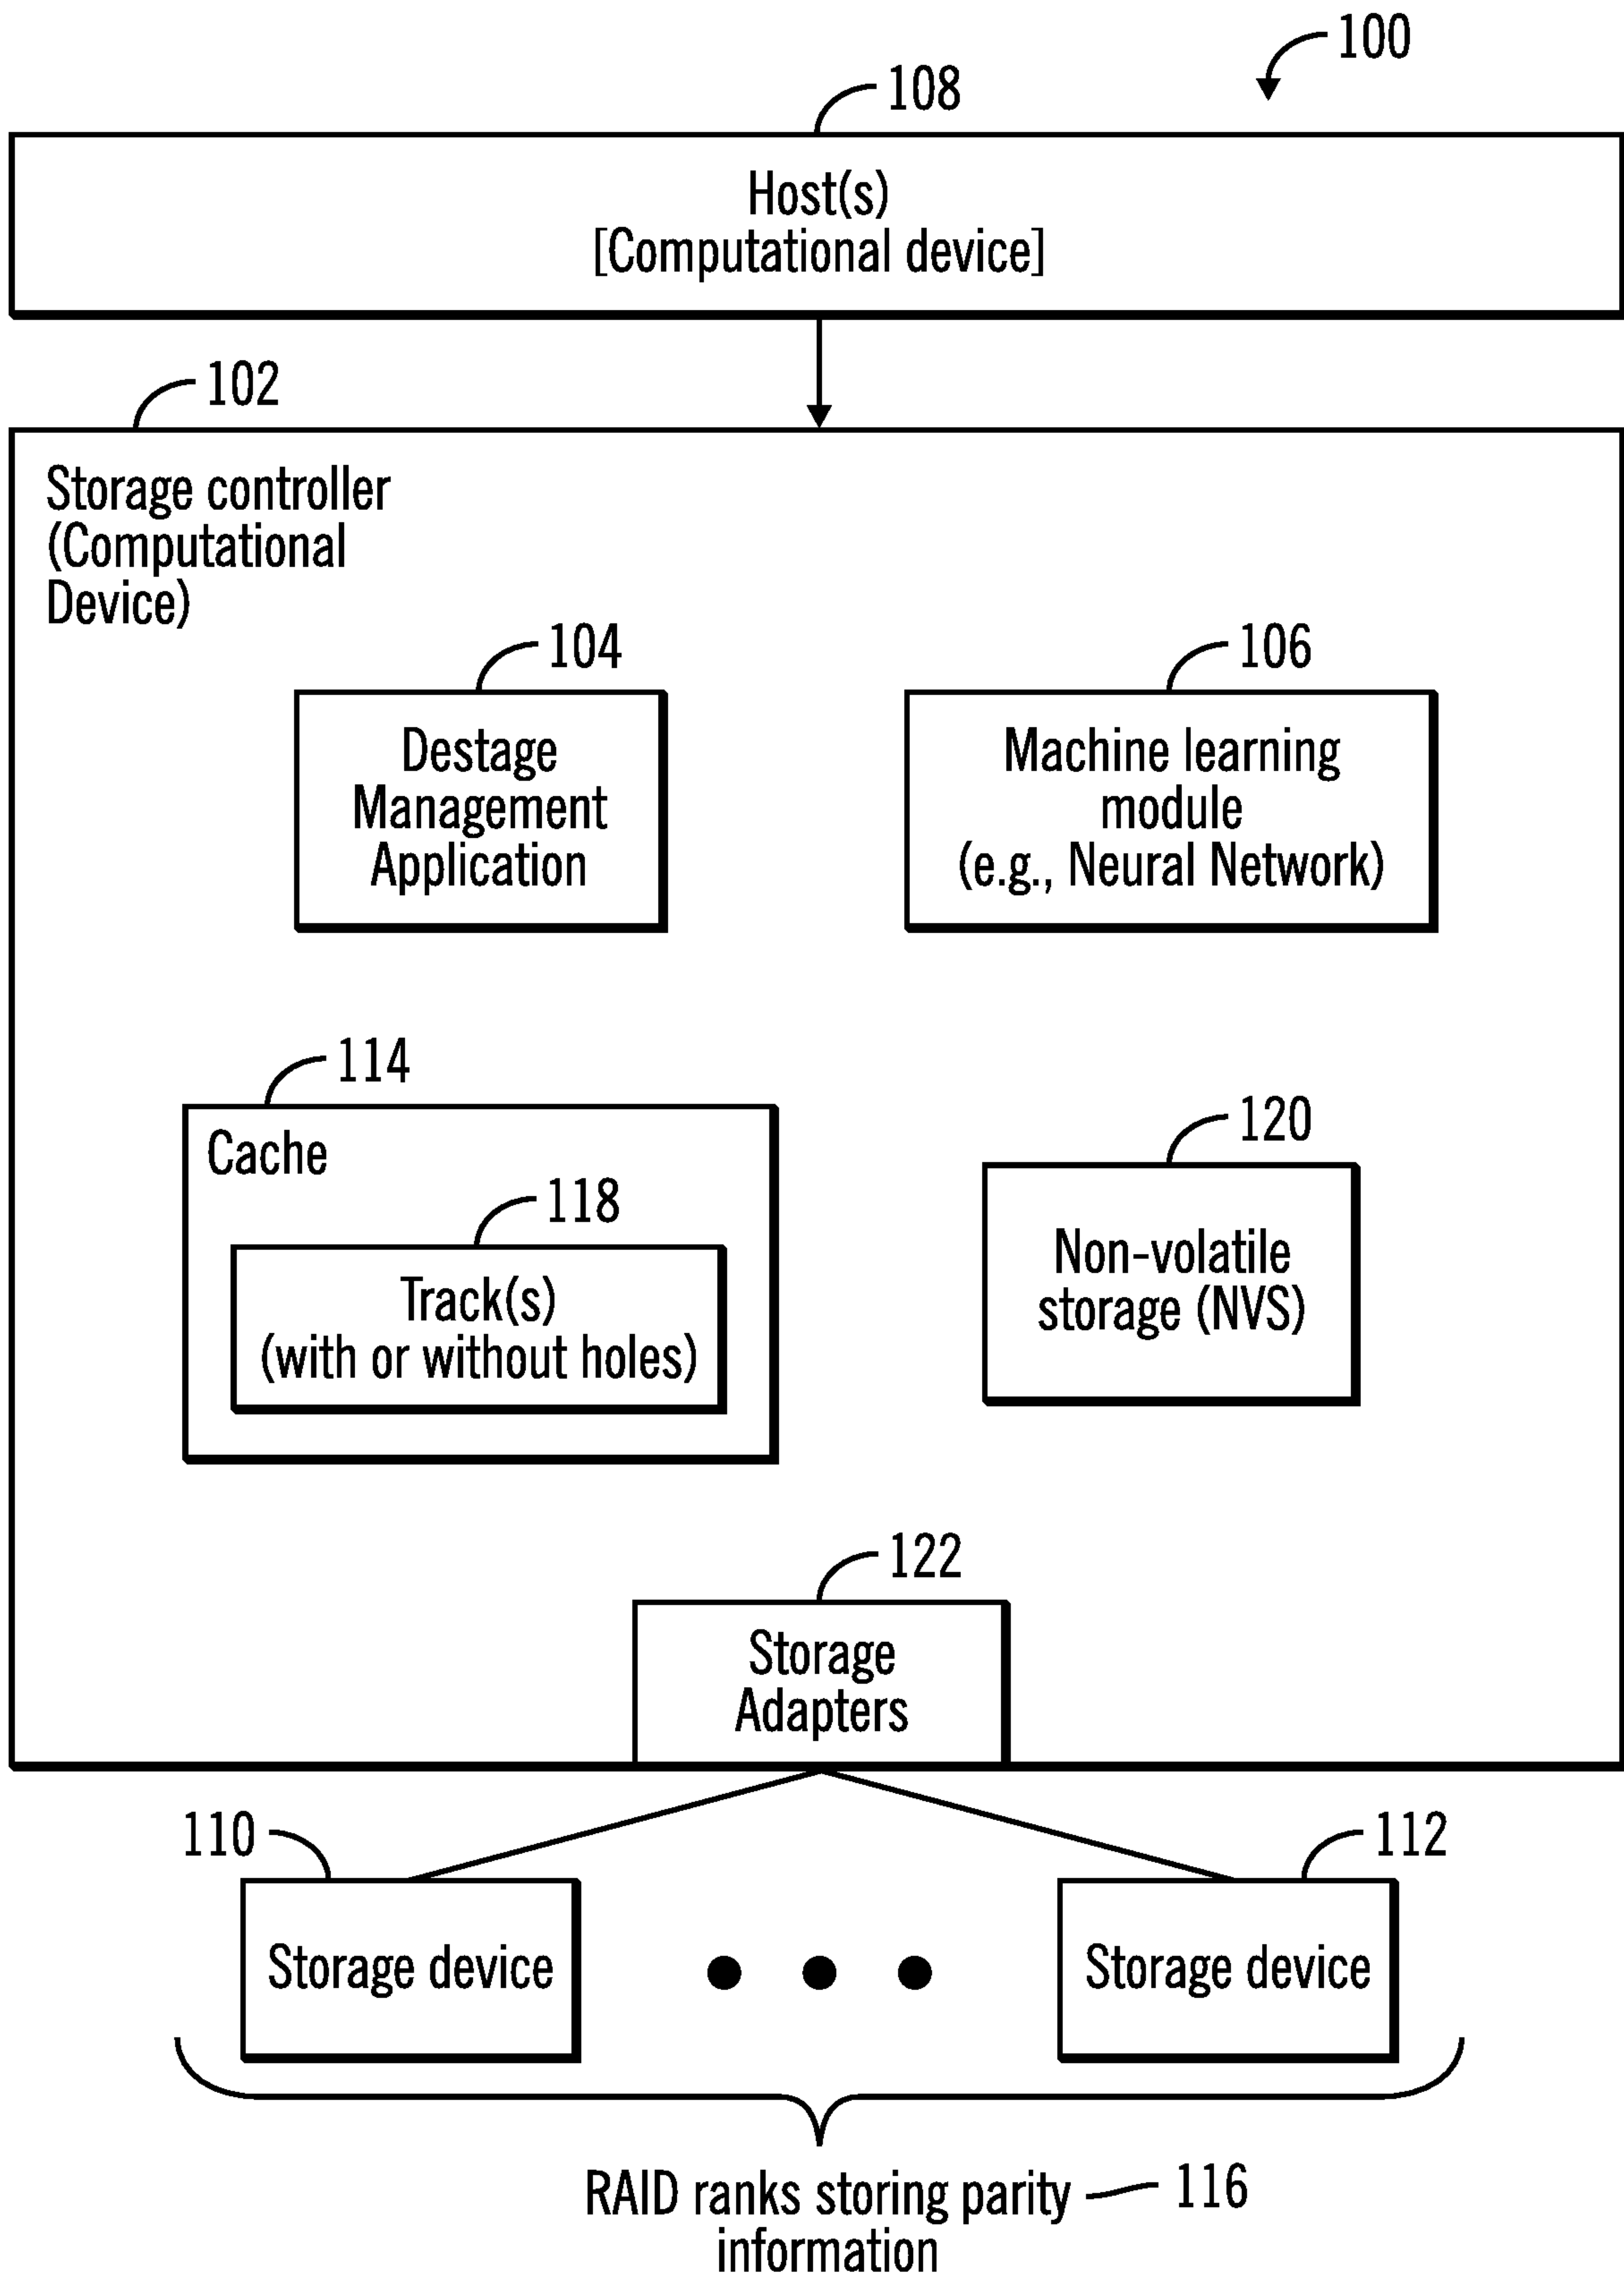 100
108
Host(s)
[Computational device]
102
Storage controller
(Computational
Device)
104
Destage
Management
Application
106
Machine learning
module
(e.g., Neural Network)
114
Cache
118
Track(s)
(with or without holes)
120
Non-volatile
storage (NVS)
122
Storage
Adapters
110
Storage device
112
Storage device
RAID ranks storing parity
information
116